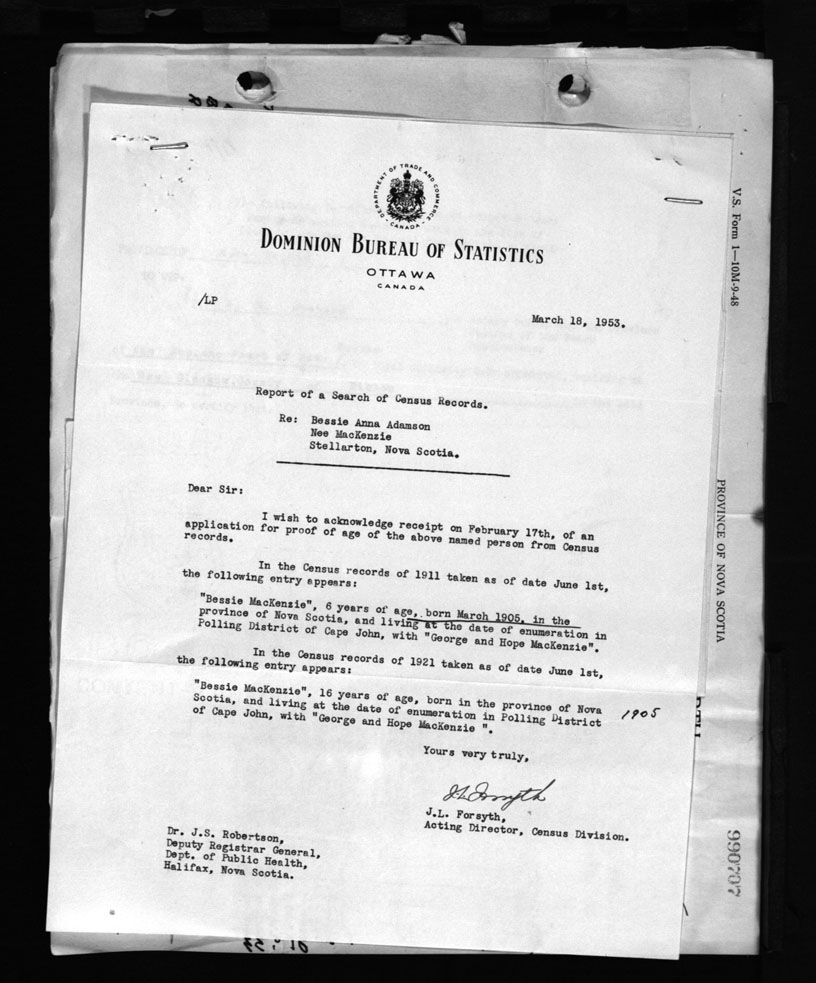 DEPARTMENT OF TRADE AND COMMERCE
- CANADA -
DOMINION BUREAU OF STATISTICS
OTTAWA
CANADA
/LP
March 18, 1953.
Report of a Search of Census Records.
Re: Bessie Anna Adamson
Nee MacKenzie
Stellarton, Nova Scotia.
Dear Sir:
I wish to acknowledge receipt on February 17th, of an
application for proof of age of the above named person from Census
records.
In the Census records of 1911 taken as of date June 1st,
the following entry appears:
"Bessie MacKenzie", 6 years of age, born March 1905, in the
province of Nova Scotia, and living at the date of enumeration in
Polling District of Cape John, with "George and Hope MacKenzie".
In the Census records of 1921 taken as of date June 1st,
the following entry appears:
"Bessie MacKenzie", 16 years of age, born in the province of Nova
Scotia, and living at the date of enumeration in Polling District
of Cape John, with "George and Hope MacKenzie ".
1905
Yours very truly,
J.L. Forsyth
J.L. Forsyth,
Acting Director, Census Division.
Dr. J.S. Robertson,
Deputy Registrar General,
Dept. of Public Health,
Halifax, Nova Scotia.
V.S. Form 1—10M-9-48
PROVINCE OF NOVA SCOTIA
990707